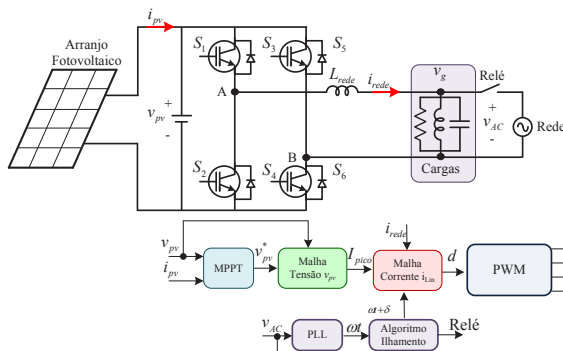 i_pv
Arranjo
Fotovoltaico
v_pv
+
-
S_1
S_3
S_5
A
L_rede
i_rede
v_g
Relé
+
v_AC
-
Rede
Cargas
B
S_2
S_4
S_6
v_pv
i_pv
MPPT
v*_pv
Malha
Tensão v_pv
I_pico
i_rede
Malha
Corrente i_Lin
d
PWM
v_AC
PLL
ωt
ωt+δ
Algoritmo
Ilhamento
Relé